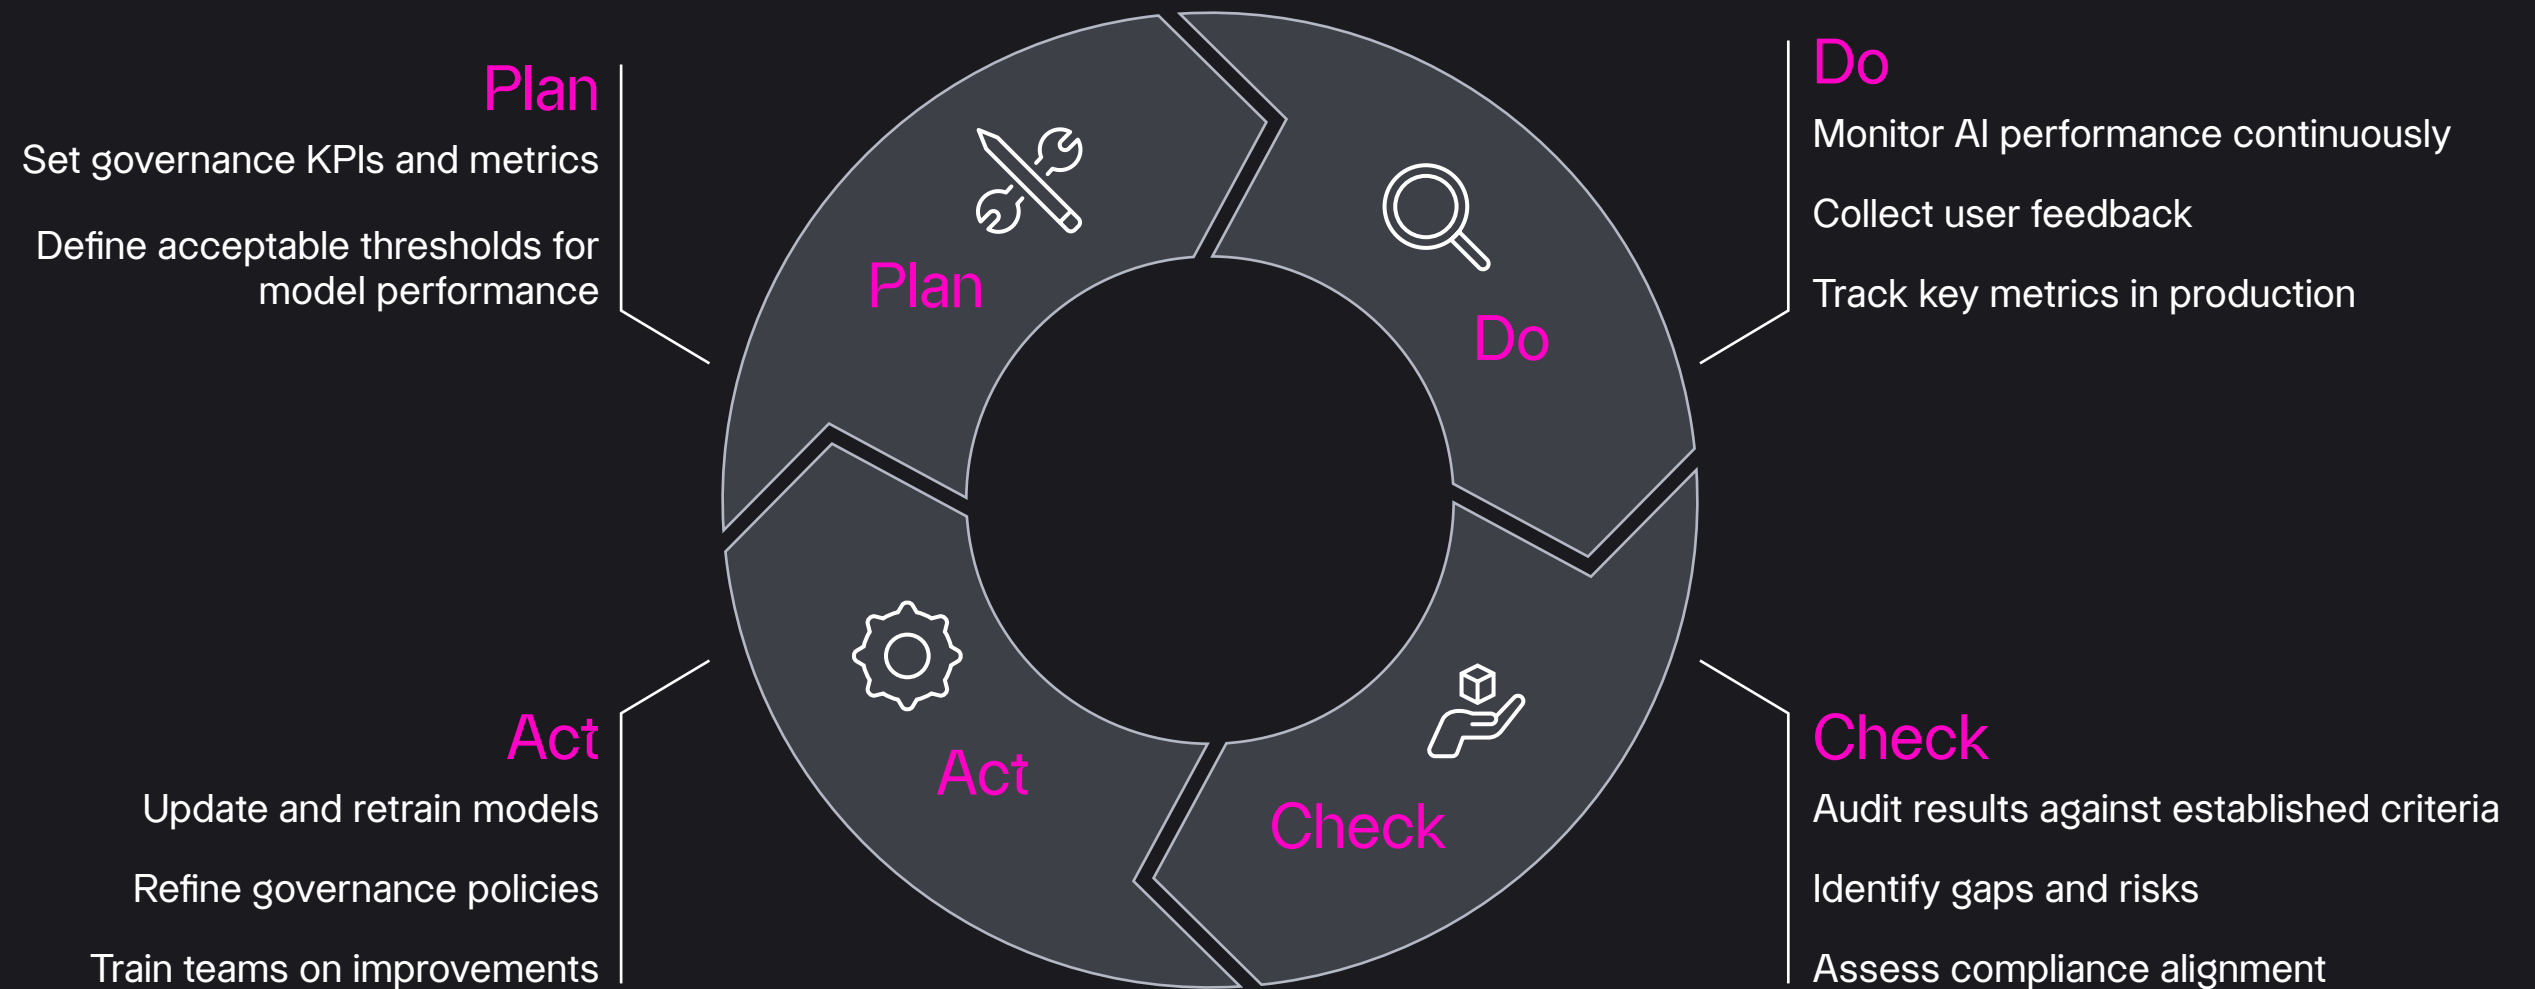 Plan
Set governance KPIs and metrics
Define acceptable thresholds for
model performance
Plan
Do
Do
Monitor AI performance continuously
Collect user feedback
Track key metrics in production
Act
Update and retrain models
Refine governance policies
Train teams on improvements
Act
Check
Check
Audit results against established criteria
Identify gaps and risks
Assess compliance alignment